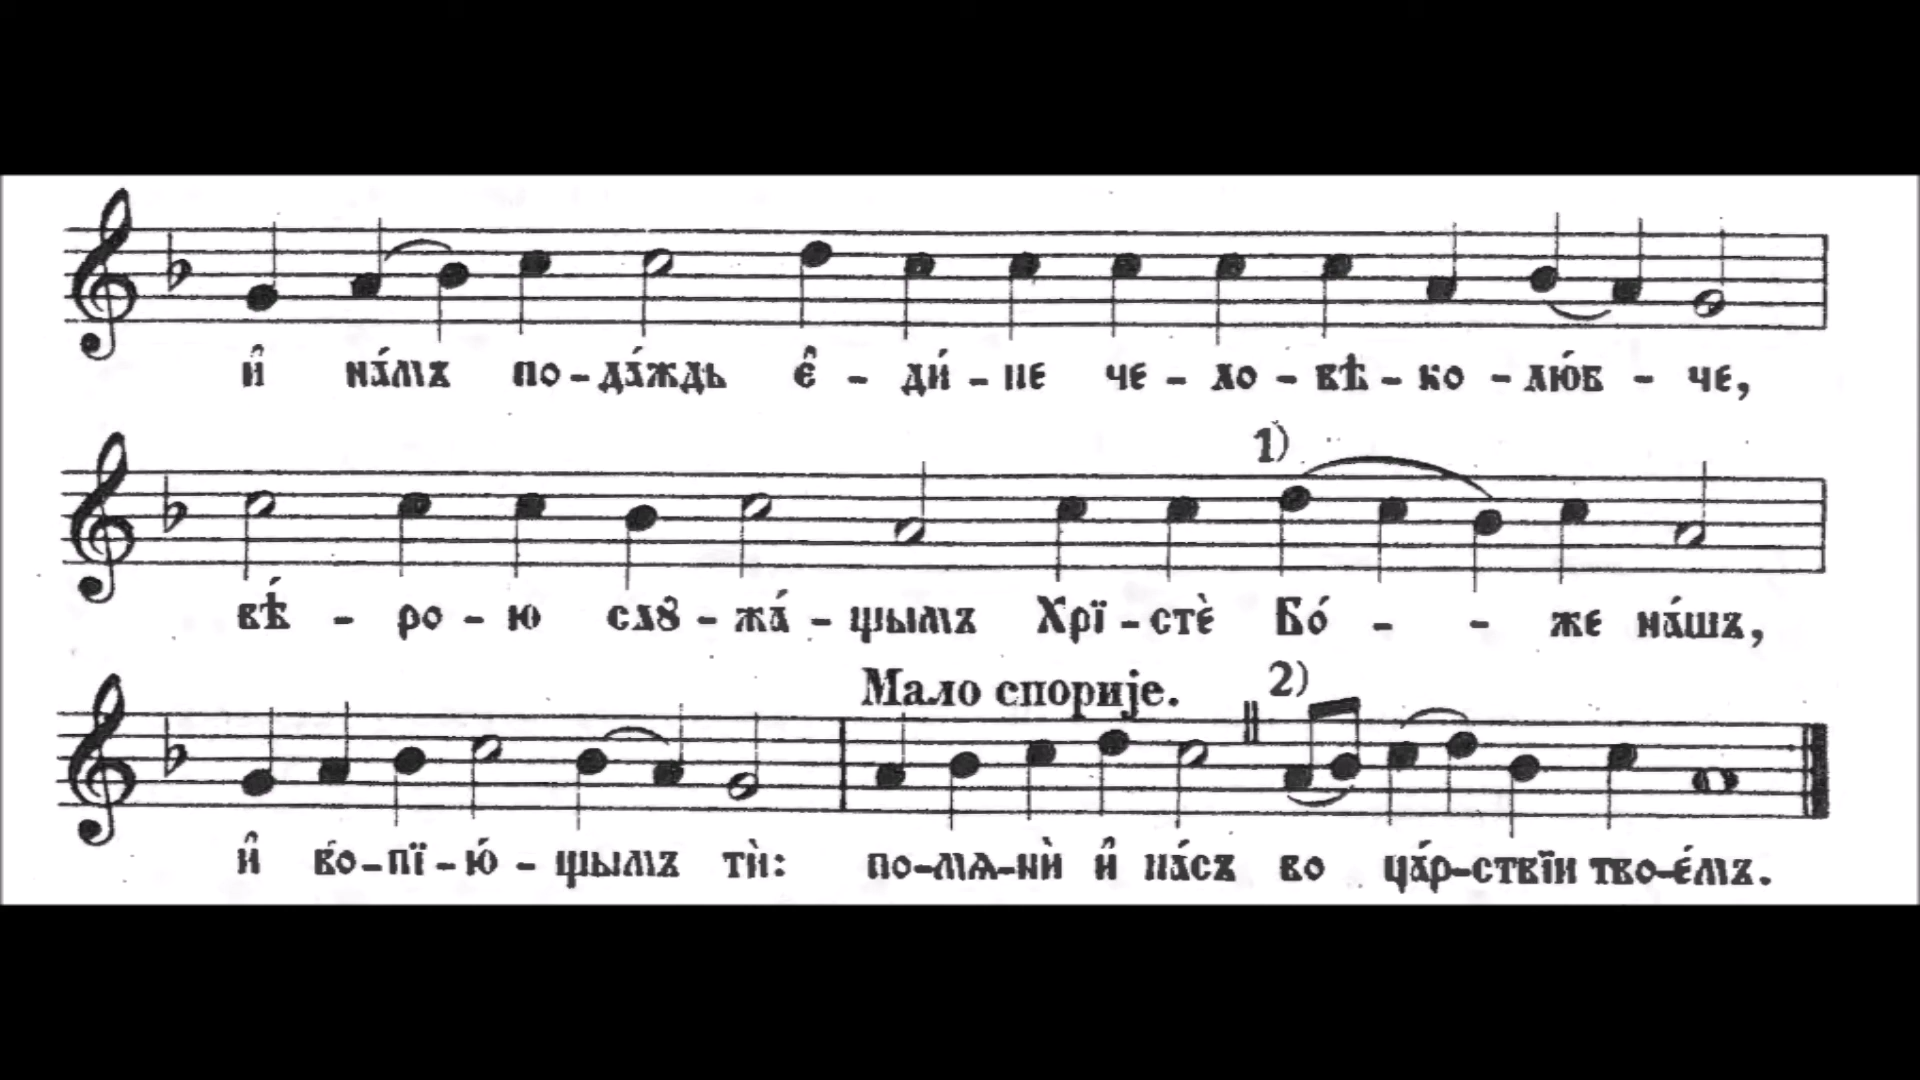 и҆̑ на́мъ по-да́ждь є҆̑ - ди́ - не че - ло - вѣ - ко - лю́б - че,
1)
вѣ́ - ро - ю слꙋ - жа́ - щымъ Хрї - стѐ Бо́ - - же на́шъ,
Мало спорије. 2)
и҆̑ во-пї-ю́ - щымъ тѝ: по-мѧ-нѝ и҆̑ на́съ во ца́р-ствїи тво-е́мъ.